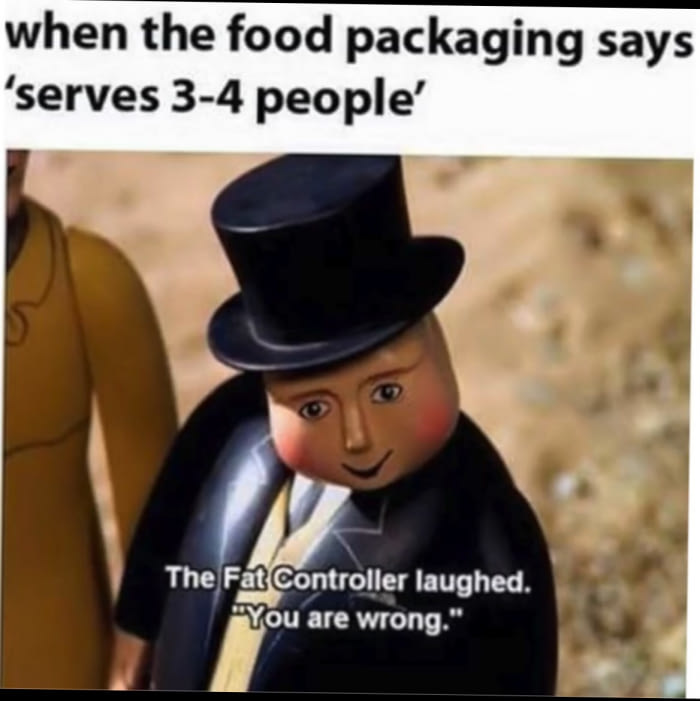 when the food packaging says
‘serves 3-4 people’
The Fat Controller laughed.
"You are wrong."